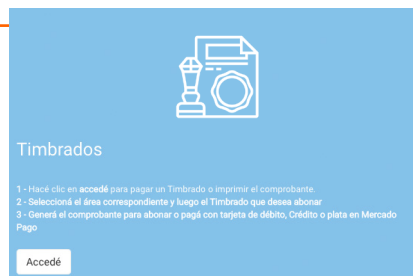 Timbrados
1 - Hacé clic en accedé para pagar un Timbrado o imprimir el comprobante.
2 - Seleccioná el área correspondiente y luego el Timbrado que desea abonar
3 - Generá el comprobante para abonar o pagá con tarjeta de débito, Crédito o plata en Mercado
Pago
Accedé